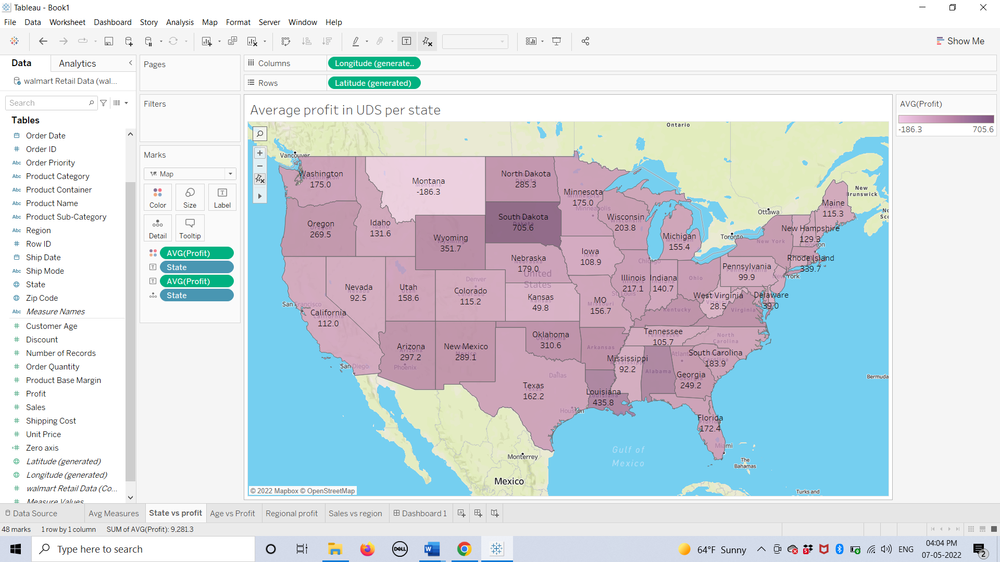 Tableau - Book1
File Data Worksheet Dashboard Story Analysis Map Format Server Window Help
Show Me
Data Analytics
walmart Retail Data (wal...
Search
Tables
Order Date
Order ID
Order Priority
Product Category
Product Container
Product Name
Product Sub-Category
Region
Row ID
Ship Date
Ship Mode
State
Zip Code
Measure Names
Customer Age
Discount
Number of Records
Order Quantity
Product Base Margin
Profit
Sales
Shipping Cost
Unit Price
Zero axis
Latitude (generated)
Longitude (generated)
walmart Retail Data (Co...
Measure Values
Pages
Filters
Marks
Map
Color Size Label
Detail Tooltip
AVG(Profit)
State
AVG(Profit)
State
Columns Longitude (generate..
Rows Latitude (generated)
Average profit in UDS per state
AVG(Profit)
-186.3 705.6
Ontario
Vancouver
Washington
175.0
Montana
-186.3
North Dakota
285.3
Minnesota
175.0
Minneapolis
New
Brunswick
Maine
115.3
Ottawa
Oregon
269.5
Idaho
131.6
South Dakota
705.6
Wisconsin
203.8
New Hampshire
129.3
Boston
Wyoming
351.7
Michigan
155.4
Toronto
New York
Nebraska
179.0
Iowa
108.9
Chicago
Rhode Island
339.7
New York
Pennsylvania
99.9
United
States
Nevada
92.5
Utah
158.6
Denver
Colorado
115.2
Kansas
49.8
MO
156.7
Missouri
St Louis
Illinois
217.1
Indiana
140.7
Ohio
West Virginia
28.5
Virginia
Delaware
39.0
San Francisco
California
112.0
Kentucky
Tennessee
105.7
North
Carolina
Arizona
297.2
Phoenix
New Mexico
289.1
Oklahoma
310.6
Arkansas
Mississippi
92.2
Alabama
Atlant
South Carolina
183.9
Georgia
249.2
San Diego
Dallas
Texas
162.2
Houston
Louisiana
435.8
Florida
172.4
Miami
Bermuda
Gulf of
Mexico
Monterrey
The
Bahamas
Mexico
Turks and
© 2022 Mapbox © OpenStreetMap
Data Source Avg Measures State vs profit Age vs Profit Regional profit Sales vs region Dashboard 1
48 marks 1 row by 1 column SUM of AVG(Profit): 9,281.3
Type here to search
DELL
64°F Sunny
ENG
04:04 PM
07-05-2022
2